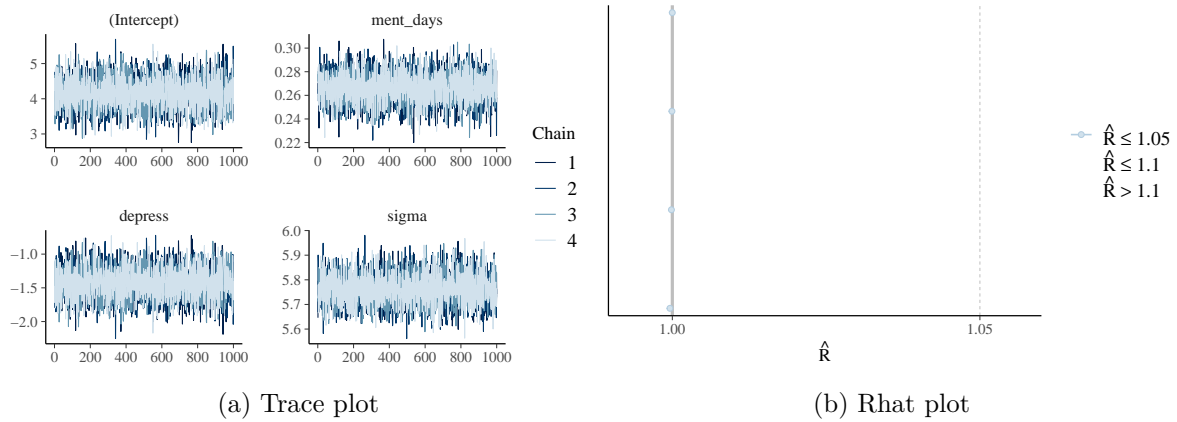 (Intercept)
ment_days
5
4
3
0 200 400 600 800 1000
0.30
0.28
0.26
0.24
0.22
0 200 400 600 800 1000
depress
sigma
−1.0
−1.5
−2.0
0 200 400 600 800 1000
6.0
5.9
5.8
5.7
5.6
0 200 400 600 800 1000
Chain
1
2
3
4
(a) Trace plot
1.00 1.05
R̂
R̂ ≤ 1.05
R̂ ≤ 1.1
R̂ > 1.1
(b) Rhat plot